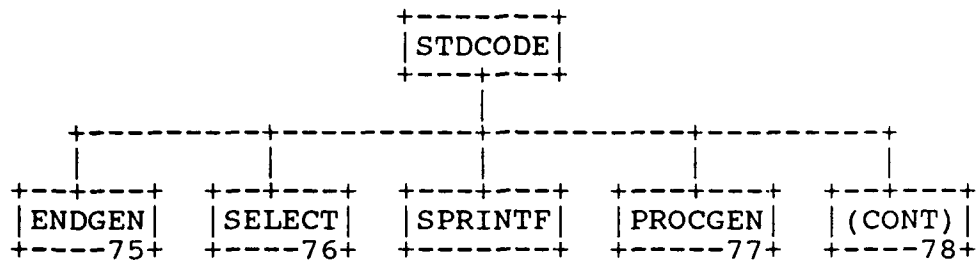 STDCODE
ENDGEN SELECT SPRINTF PROCGEN (CONT)
75 76 77 78